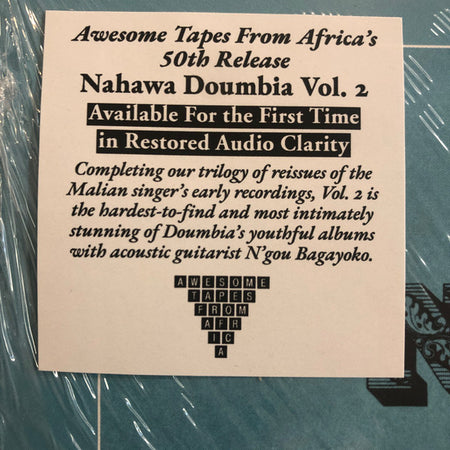 Awesome Tapes From Africa's
50th Release
Nahawa Doumbia Vol. 2
Available For the First Time
in Restored Audio Clarity
Completing our trilogy of reissues of the
Malian singer's early recordings, Vol. 2 is
the hardest-to-find and most intimately
stunning of Doumbia's youthful albums
with acoustic guitarist N'gou Bagayoko.
AWESOME
TAPES
FROM
AFR
IC
A
N